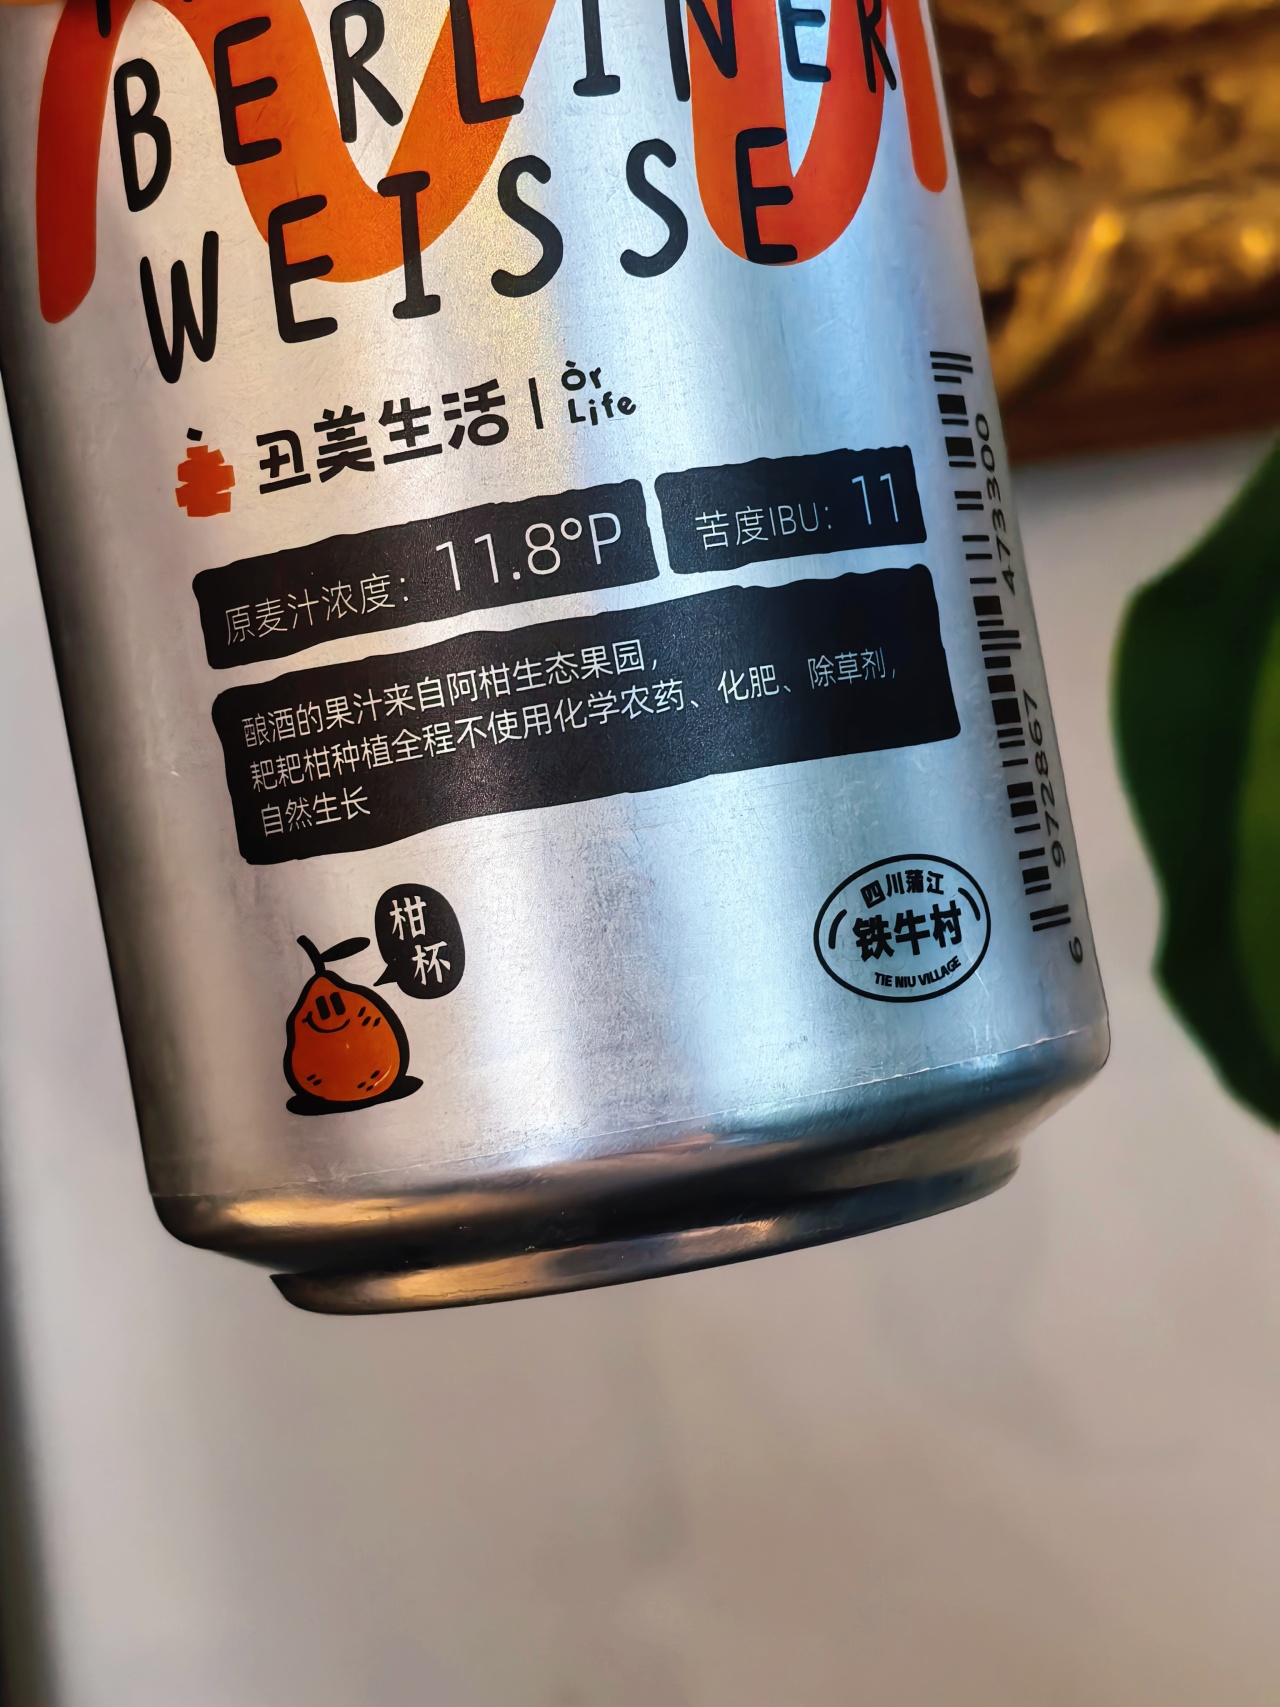 BERLINER
WEISSE
丑美生活 | òr Life
原麦汁浓度：11.8°P
苦度IBU：11
酿酒的果汁来自阿柑生态果园，
耙耙柑种植全程不使用化学农药、化肥、除草剂，
自然生长
柑
杯
四川蒲江
铁牛村
TIE NIU VILLAGE
6 972867 473300